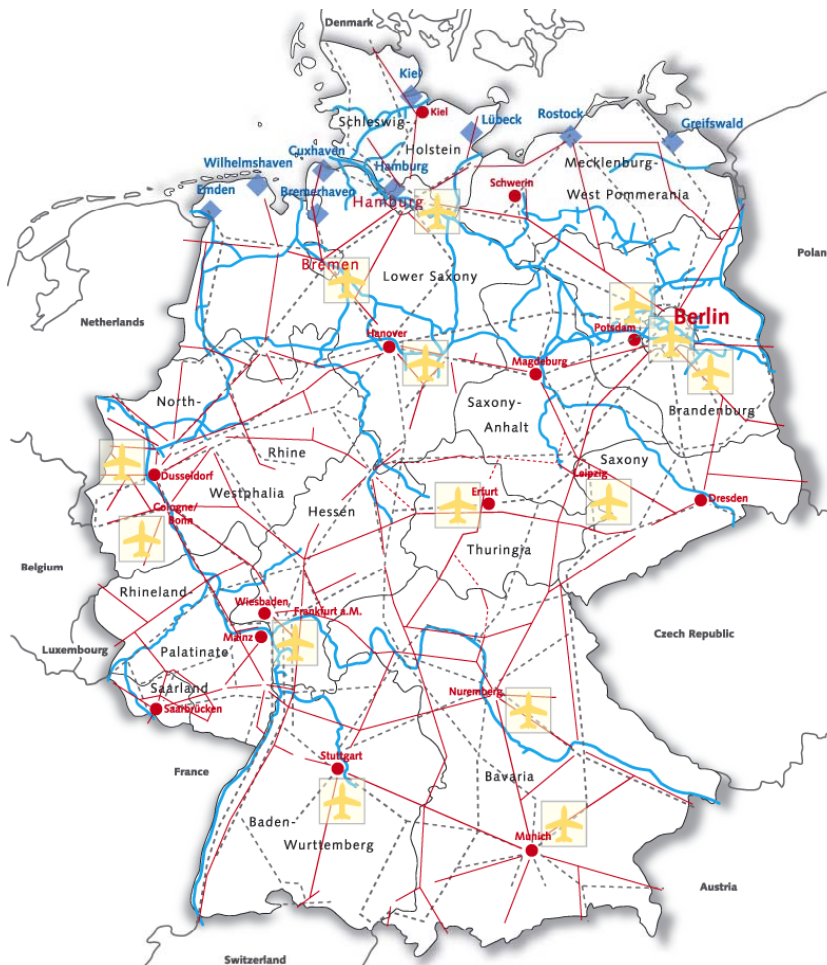 Denmark
Kiel
Kiel
Schleswig-
Holstein
Lübeck
Rostock
Greifswald
Cuxhaven
Wilhelmshaven
Hamburg
Emden
Bremerhaven
Hamburg
Schwerin
Mecklenburg-
West Pommerania
Poland
Bremen
Lower Saxony
Netherlands
Hanover
Potsdam
Berlin
Magdeburg
North-
Rhine
Westphalia
Saxony-
Anhalt
Brandenburg
Saxony
Leipzig
Dusseldorf
Cologne/
Bonn
Hessen
Erfurt
Dresden
Thuringia
Belgium
Rhineland-
Palatinate
Wiesbaden
Frankfurt a.M.
Mainz
Luxembourg
Czech Republic
Saarland
Saarbrücken
Nuremberg
France
Stuttgart
Bavaria
Baden-
Wurttemberg
Munich
Austria
Switzerland